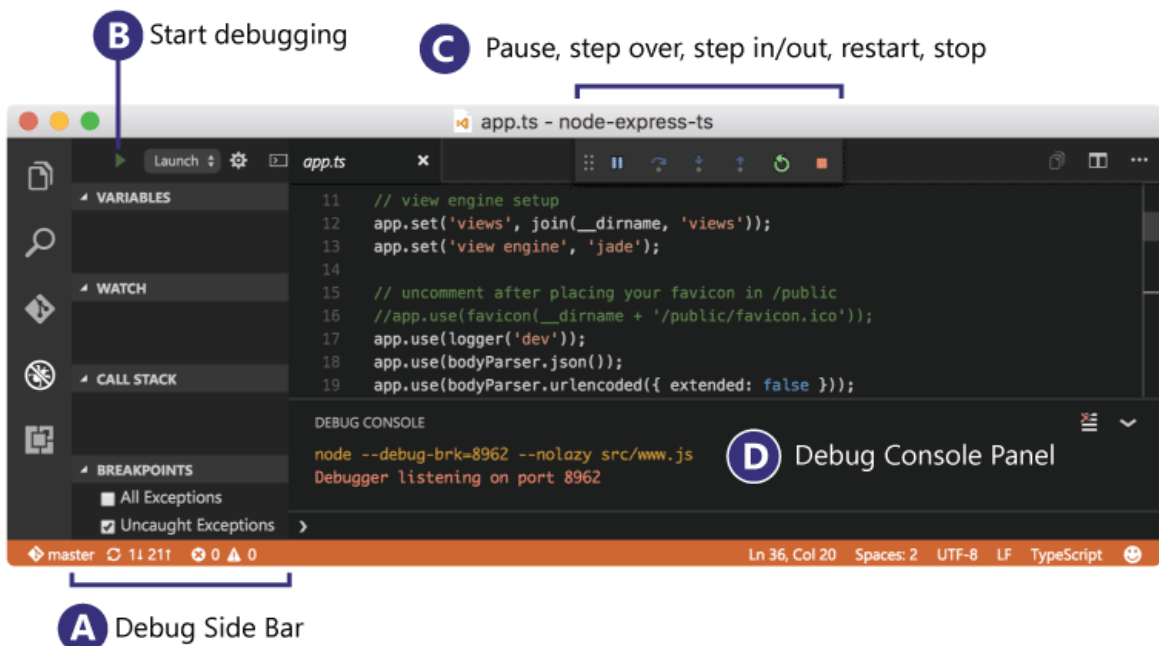 B Start debugging
C Pause, step over, step in/out, restart, stop
app.ts - node-express-ts
Launch
app.ts
VARIABLES
WATCH
CALL STACK
BREAKPOINTS
All Exceptions
Uncaught Exceptions
11 // view engine setup
12 app.set('views', join(__dirname, 'views'));
13 app.set('view engine', 'jade');
14
15 // uncomment after placing your favicon in /public
16 //app.use(favicon(__dirname + '/public/favicon.ico'));
17 app.use(logger('dev'));
18 app.use(bodyParser.json());
19 app.use(bodyParser.urlencoded({ extended: false }));
DEBUG CONSOLE
node --debug-brk=8962 --nolazy src/www.js
Debugger listening on port 8962
D Debug Console Panel
master 1↓ 21↑ 0 0
Ln 36, Col 20 Spaces: 2 UTF-8 LF TypeScript
A Debug Side Bar